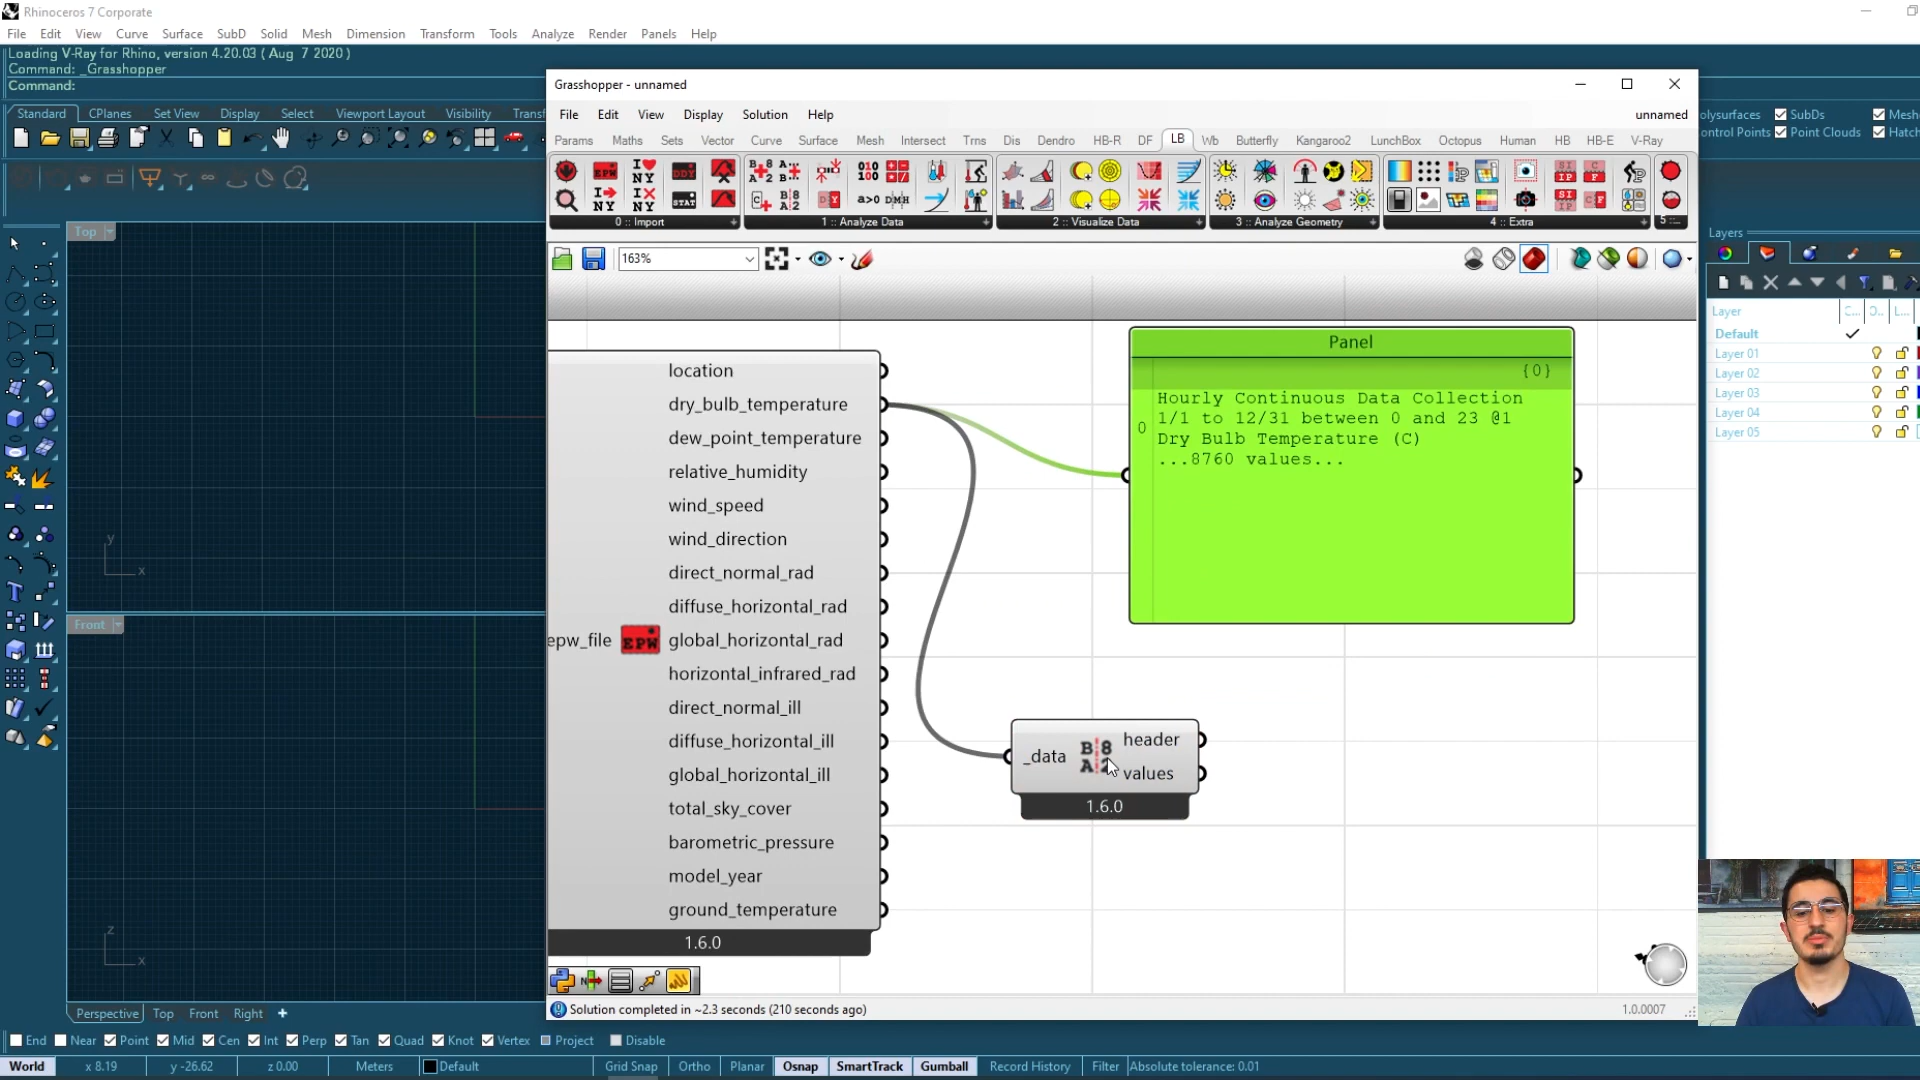 Rhinoceros 7 Corporate
File Edit View Curve Surface SubD Solid Mesh Dimension Transform Tools Analyze Render Panels Help
Loading V-Ray for Rhino, version 4.20.03 ( Aug 7 2020 )
Command: _Grasshopper
Command:
Standard CPlanes Set View Display Select Viewport Layout Visibility Transf
Grasshopper - unnamed
File Edit View Display Solution Help
unnamed
Params Maths Sets Vector Curve Surface Mesh Intersect Trns Dis Dendro HB-R DF LB Wb Butterfly Kangaroo2 LunchBox Octopus Human HB HB-E V-Ray
0 :: Import
1 :: Analyze Data
2 :: Visualize Data
3 :: Analyze Geometry
4 :: Extra
5 ::
163%
olysurfaces SubDs Mesh
ontrol Points Point Clouds Hatch
Layers
Layer C... O.. L...
Default
Layer 01
Layer 02
Layer 03
Layer 04
Layer 05
Top
y
x
Front
z
x
epw_file
EPW
location
dry_bulb_temperature
dew_point_temperature
relative_humidity
wind_speed
wind_direction
direct_normal_rad
diffuse_horizontal_rad
global_horizontal_rad
horizontal_infrared_rad
direct_normal_ill
diffuse_horizontal_ill
global_horizontal_ill
total_sky_cover
barometric_pressure
model_year
ground_temperature
1.6.0
Panel
{0}
0
Hourly Continuous Data Collection
1/1 to 12/31 between 0 and 23 @1
Dry Bulb Temperature (C)
...8760 values...
_data
header
values
1.6.0
Solution completed in ~2.3 seconds (210 seconds ago)
1.0.0007
Perspective Top Front Right
End Near Point Mid Cen Int Perp Tan Quad Knot Vertex Project Disable
World x 8.19 y -26.62 z 0.00 Meters Default Grid Snap Ortho Planar Osnap SmartTrack Gumball Record History Filter Absolute tolerance: 0.01